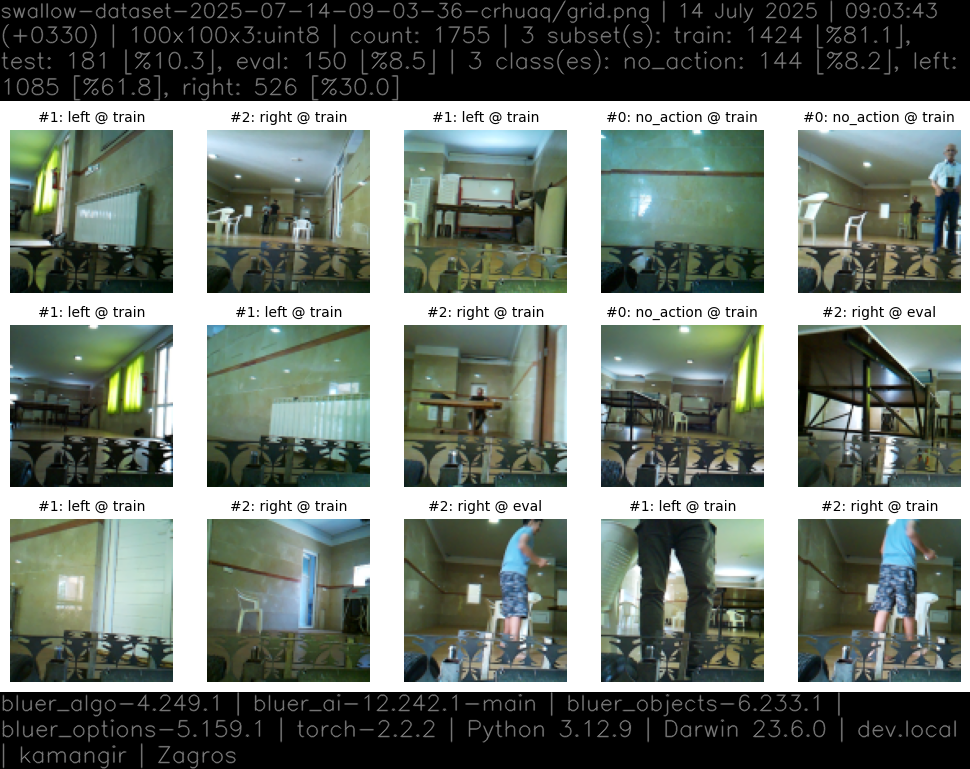 swallow-dataset-2025-07-14-09-03-36-crhuaq/grid.png | 14 July 2025 | 09:03:43
(+0330) | 100x100x3:uint8 | count: 1755 | 3 subset(s): train: 1424 [%81.1],
test: 181 [%10.3], eval: 150 [%8.5] | 3 class(es): no_action: 144 [%8.2], left:
1085 [%61.8], right: 526 [%30.0]
#1: left @ train
#2: right @ train
#1: left @ train
#0: no_action @ train
#0: no_action @ train
#1: left @ train
#1: left @ train
#2: right @ train
#0: no_action @ train
#2: right @ eval
#1: left @ train
#2: right @ train
#2: right @ eval
#1: left @ train
#2: right @ train
bluer_algo-4.249.1 | bluer_ai-12.242.1-main | bluer_objects-6.233.1 |
bluer_options-5.159.1 | torch-2.2.2 | Python 3.12.9 | Darwin 23.6.0 | dev.local
| kamangir | Zagros